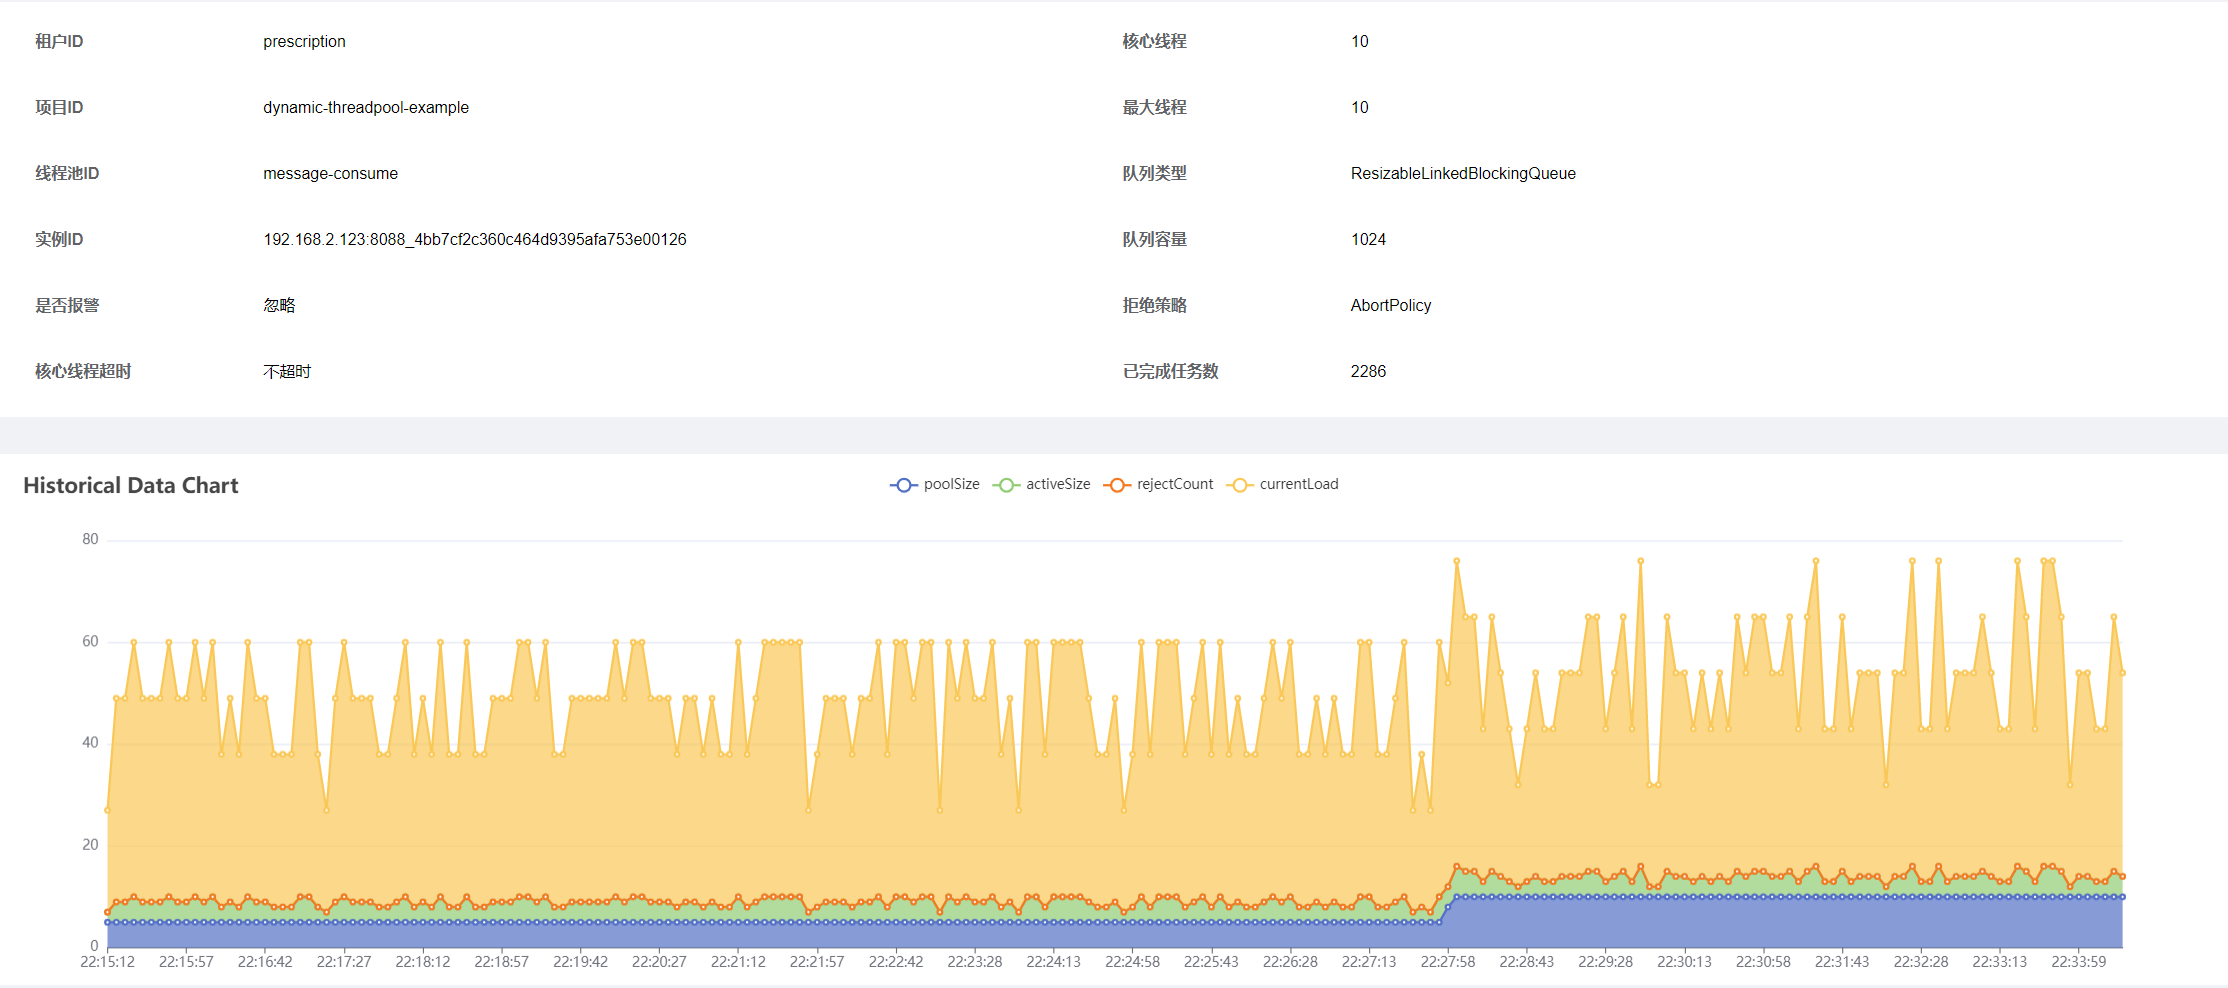 租户ID prescription 核心线程 10
项目ID dynamic-threadpool-example 最大线程 10
线程池ID message-consume 队列类型 ResizableLinkedBlockingQueue
实例ID 192.168.2.123:8088_4bb7cf2c360c464d9395afa753e00126 队列容量 1024
是否报警 忽略 拒绝策略 AbortPolicy
核心线程超时 不超时 已完成任务数 2286
Historical Data Chart
poolSize activeSize rejectCount currentLoad
80
60
40
20
0
22:15:12 22:15:57 22:16:42 22:17:27 22:18:12 22:18:57 22:19:42 22:20:27 22:21:12 22:21:57 22:22:42 22:23:28 22:24:13 22:24:58 22:25:43 22:26:28 22:27:13 22:27:58 22:28:43 22:29:28 22:30:13 22:30:58 22:31:43 22:32:28 22:33:13 22:33:59